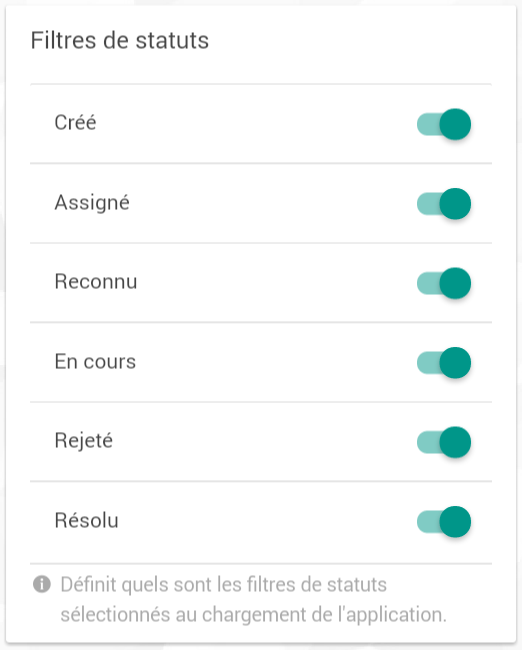 Filtres de statuts
Créé
Assigné
Reconnu
En cours
Rejeté
Résolu
Définit quels sont les filtres de statuts
sélectionnés au chargement de l'application.